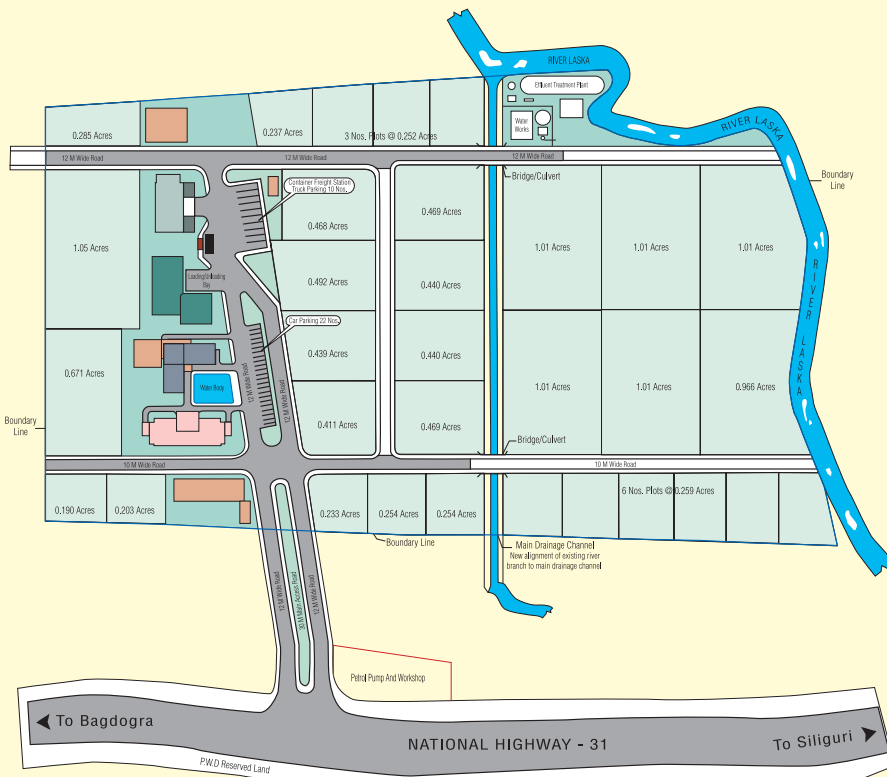 RIVER LASKA
Effluent Treatment Plant
Water
Works
RIVER LASKA
0.285 Acres
0.237 Acres
3 Nos. Plots @ 0.252 Acres
12 M Wide Road
12 M Wide Road
12 M Wide Road
Bridge/Culvert
Boundary
Line
Container Freight Station
Truck Parking 10 Nos.
0.468 Acres
0.469 Acres
1.05 Acres
1.01 Acres
1.01 Acres
1.01 Acres
Loading/Unloading
Bay
0.492 Acres
0.440 Acres
RIVER LASKA
Car Parking 22 Nos.
0.439 Acres
0.440 Acres
0.671 Acres
12 M Wide Road
12 M Wide Road
Water Body
1.01 Acres
1.01 Acres
0.966 Acres
Boundary
Line
0.411 Acres
0.469 Acres
Bridge/Culvert
10 M Wide Road
10 M Wide Road
0.190 Acres
0.203 Acres
0.233 Acres
0.254 Acres
0.254 Acres
6 Nos. Plots @ 0.259 Acres
Boundary Line
Main Drainage Channel
New alignment of existing river
branch to main drainage channel
12 M Wide Road
30 M Main Access Road
12 M Wide Road
Petrol Pump And Workshop
To Bagdogra
NATIONAL HIGHWAY - 31
To Siliguri
P.W.D Reserved Land